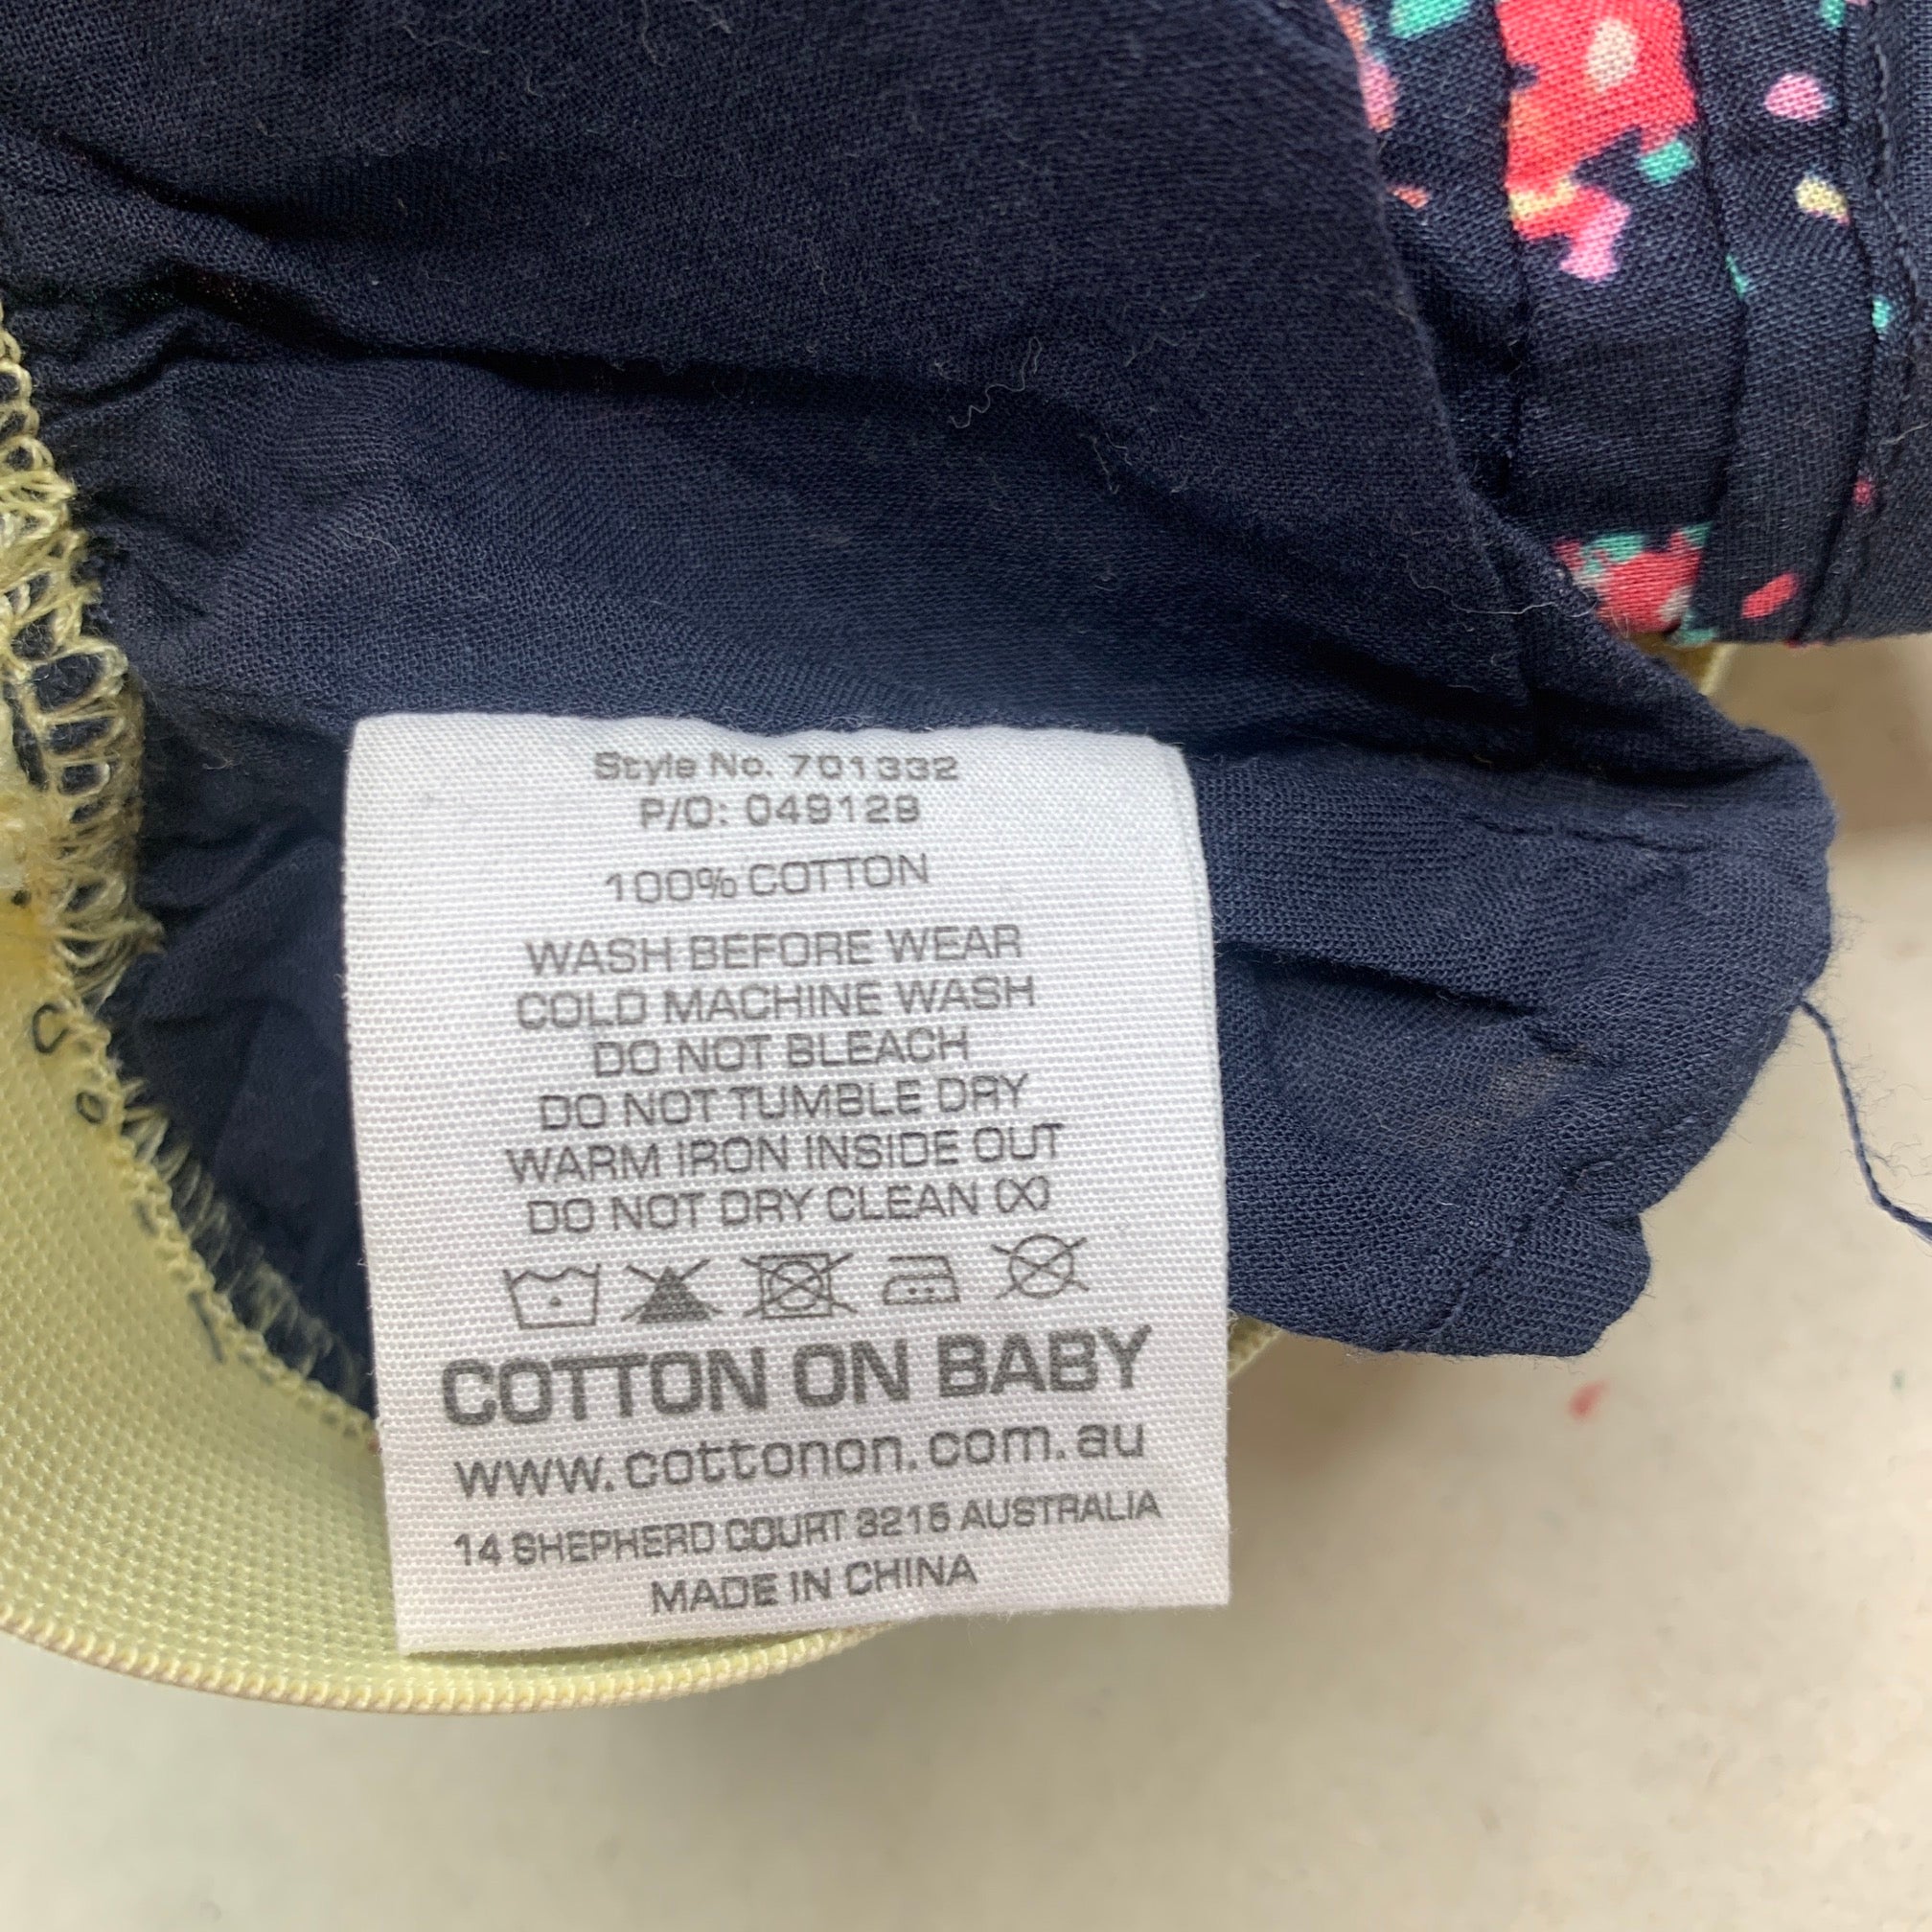 Style No. 701332
P/O: 049129
100% COTTON
WASH BEFORE WEAR
COLD MACHINE WASH
DO NOT BLEACH
DO NOT TUMBLE DRY
WARM IRON INSIDE OUT
DO NOT DRY CLEAN (X)
COTTON ON BABY
www.cottonon.com.au
14 SHEPHERD COURT 3215 AUSTRALIA
MADE IN CHINA